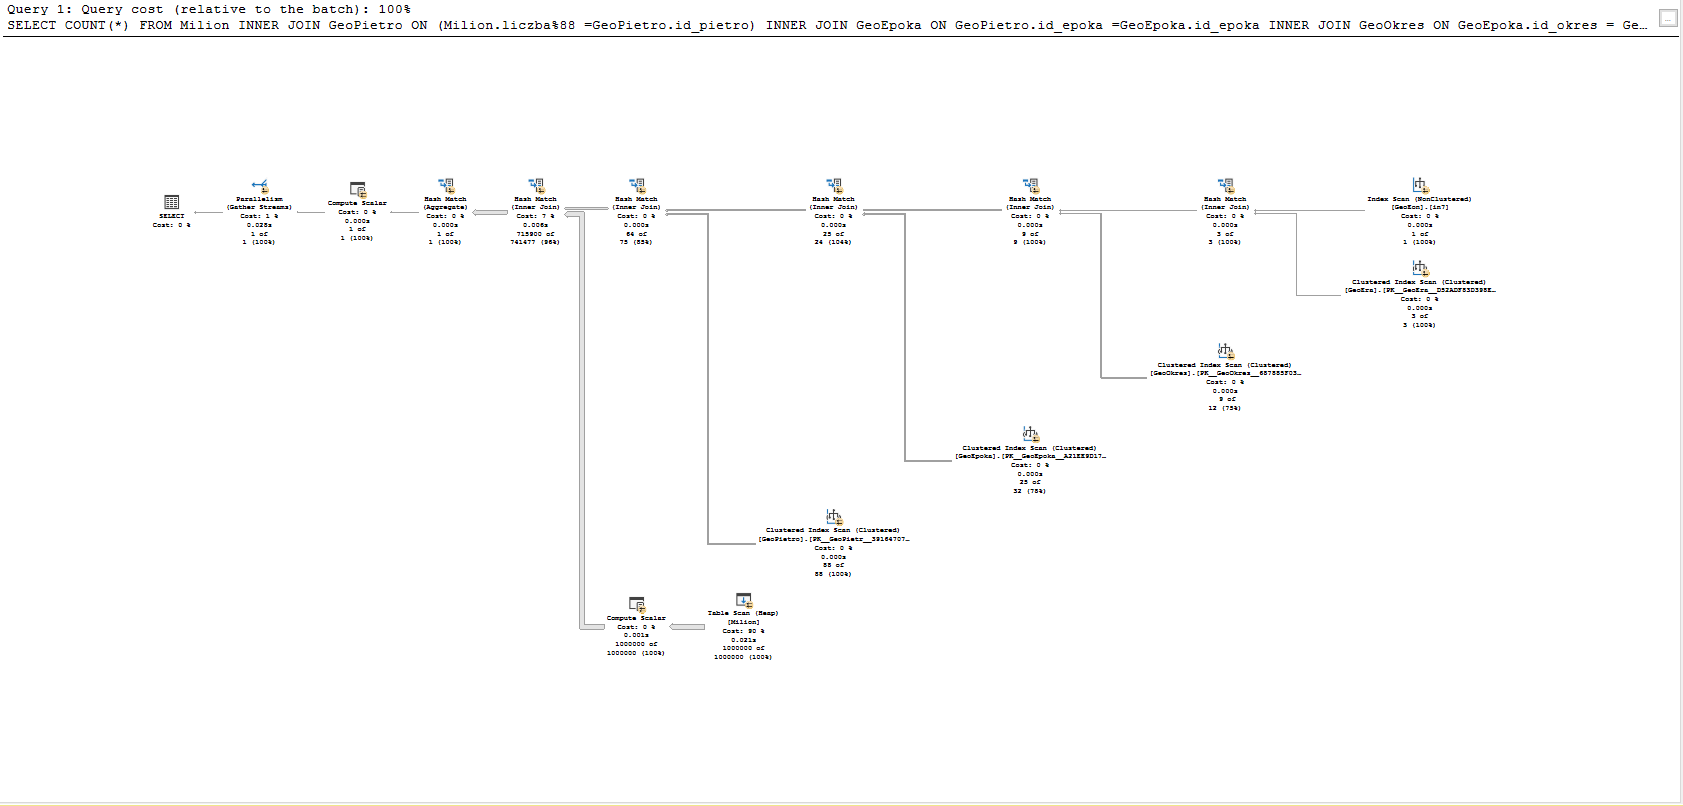 Query 1: Query cost (relative to the batch): 100%
SELECT COUNT(*) FROM Milion INNER JOIN GeoPietro ON (Milion.liczba%88 =GeoPietro.id_pietro) INNER JOIN GeoEpoka ON GeoPietro.id_epoka =GeoEpoka.id_epoka INNER JOIN GeoOkres ON GeoEpoka.id_okres = Ge…
SELECT
Cost: 0 %
Parallelism
(Gather Streams)
Cost: 1 %
0.028s
1 of
1 (100%)
Compute Scalar
Cost: 0 %
0.000s
1 of
1 (100%)
Hash Match
(Aggregate)
Cost: 0 %
0.000s
1 of
1 (100%)
Hash Match
(Inner Join)
Cost: 7 %
0.006s
715900 of
741477 (96%)
Hash Match
(Inner Join)
Cost: 0 %
0.000s
64 of
75 (85%)
Hash Match
(Inner Join)
Cost: 0 %
0.000s
25 of
24 (104%)
Hash Match
(Inner Join)
Cost: 0 %
0.000s
9 of
9 (100%)
Hash Match
(Inner Join)
Cost: 0 %
0.000s
3 of
3 (100%)
Index Scan (NonClustered)
[GeoEon].[in7]
Cost: 0 %
0.000s
1 of
1 (100%)
Clustered Index Scan (Clustered)
Cost: 0 %
0.000s
3 of
3 (100%)
Clustered Index Scan (Clustered)
Cost: 0 %
0.000s
9 of
12 (75%)
Clustered Index Scan (Clustered)
Cost: 0 %
0.000s
25 of
32 (78%)
Clustered Index Scan (Clustered)
[GeoPietro].[PK__GeoPietr__39164707…
Cost: 0 %
0.000s
88 of
88 (100%)
Compute Scalar
Cost: 0 %
0.001s
1000000 of
1000000 (100%)
Table Scan (Heap)
[Milion]
Cost: 90 %
0.021s
1000000 of
1000000 (100%)